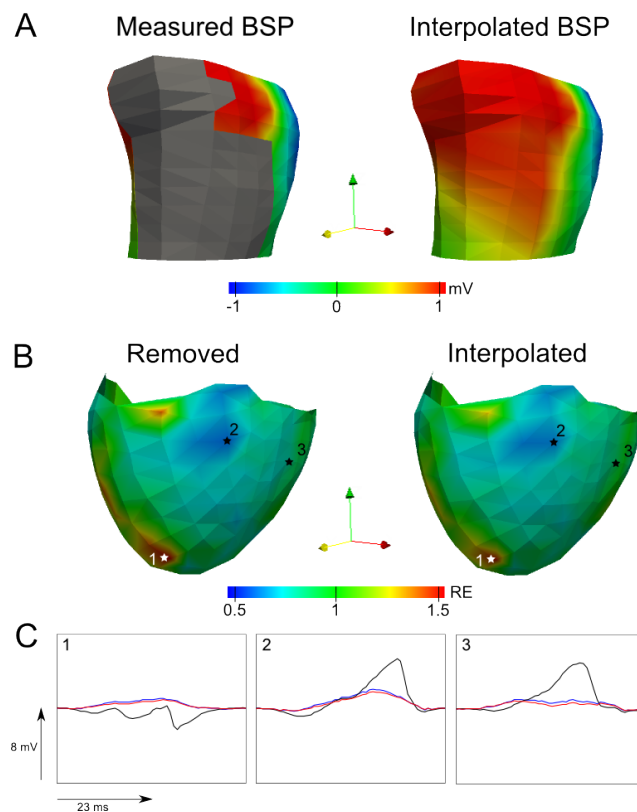 A
Measured BSP
Interpolated BSP
mV
-1 0 1
B
Removed
Interpolated
2
3
1
2
3
1
RE
0.5 1 1.5
C
1
2
3
8 mV
23 ms